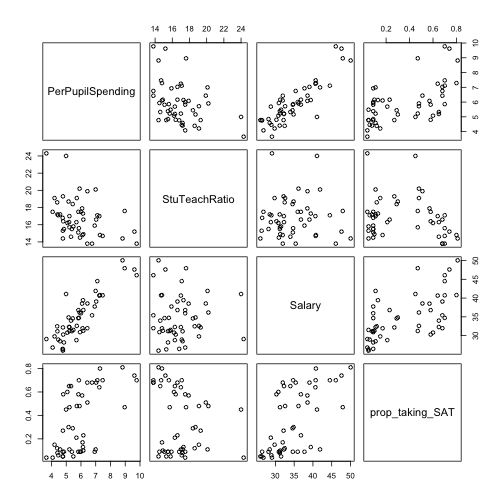 14 16 18 20 22 24
0.2 0.4 0.6 0.8
PerPupilSpending
4 5 6 7 8 9 10
14 16 18 20 22 24
StuTeachRatio
Salary
30 35 40 45 50
0.2 0.4 0.6 0.8
prop_taking_SAT
4 5 6 7 8 9 10
25 30 35 40 45 50